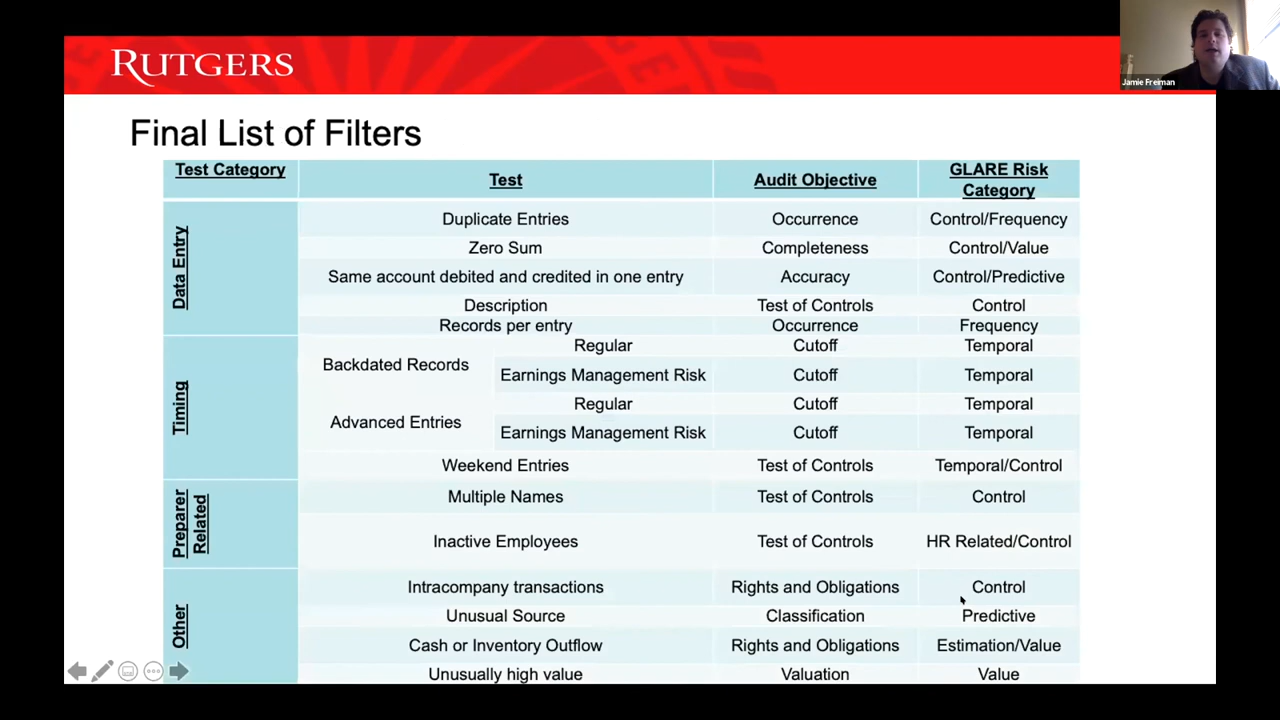 RUTGERS
Jamie Freiman
Final List of Filters
Test Category Test Audit Objective GLARE Risk Category
Data Entry
Duplicate Entries Occurrence Control/Frequency
Zero Sum Completeness Control/Value
Same account debited and credited in one entry Accuracy Control/Predictive
Description Test of Controls Control
Records per entry Occurrence Frequency
Timing
Backdated Records
Regular Cutoff Temporal
Earnings Management Risk Cutoff Temporal
Advanced Entries
Regular Cutoff Temporal
Earnings Management Risk Cutoff Temporal
Weekend Entries Test of Controls Temporal/Control
Preparer Related
Multiple Names Test of Controls Control
Inactive Employees Test of Controls HR Related/Control
Other
Intracompany transactions Rights and Obligations Control
Unusual Source Classification Predictive
Cash or Inventory Outflow Rights and Obligations Estimation/Value
Unusually high value Valuation Value